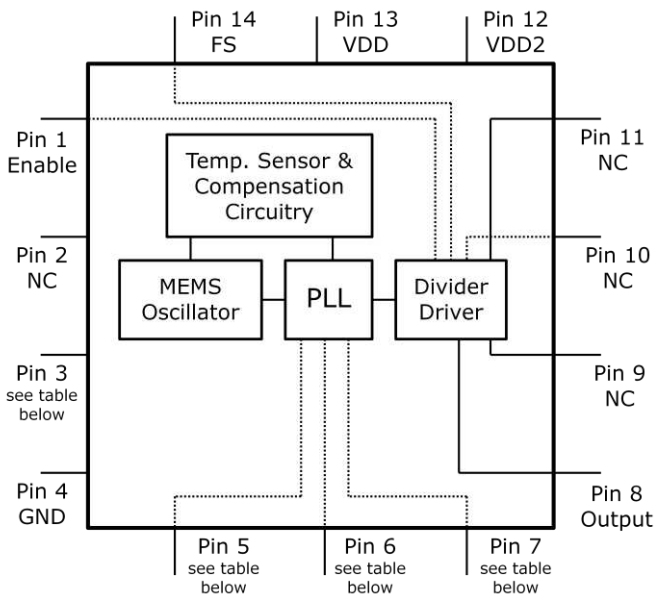 Pin 14
FS
Pin 13
VDD
Pin 12
VDD2
Pin 1
Enable
Pin 11
NC
Temp. Sensor &
Compensation
Circuitry
Pin 2
NC
Pin 10
NC
MEMS
Oscillator
PLL
Divider
Driver
Pin 3
see table
below
Pin 9
NC
Pin 4
GND
Pin 8
Output
Pin 5
see table
below
Pin 6
see table
below
Pin 7
see table
below